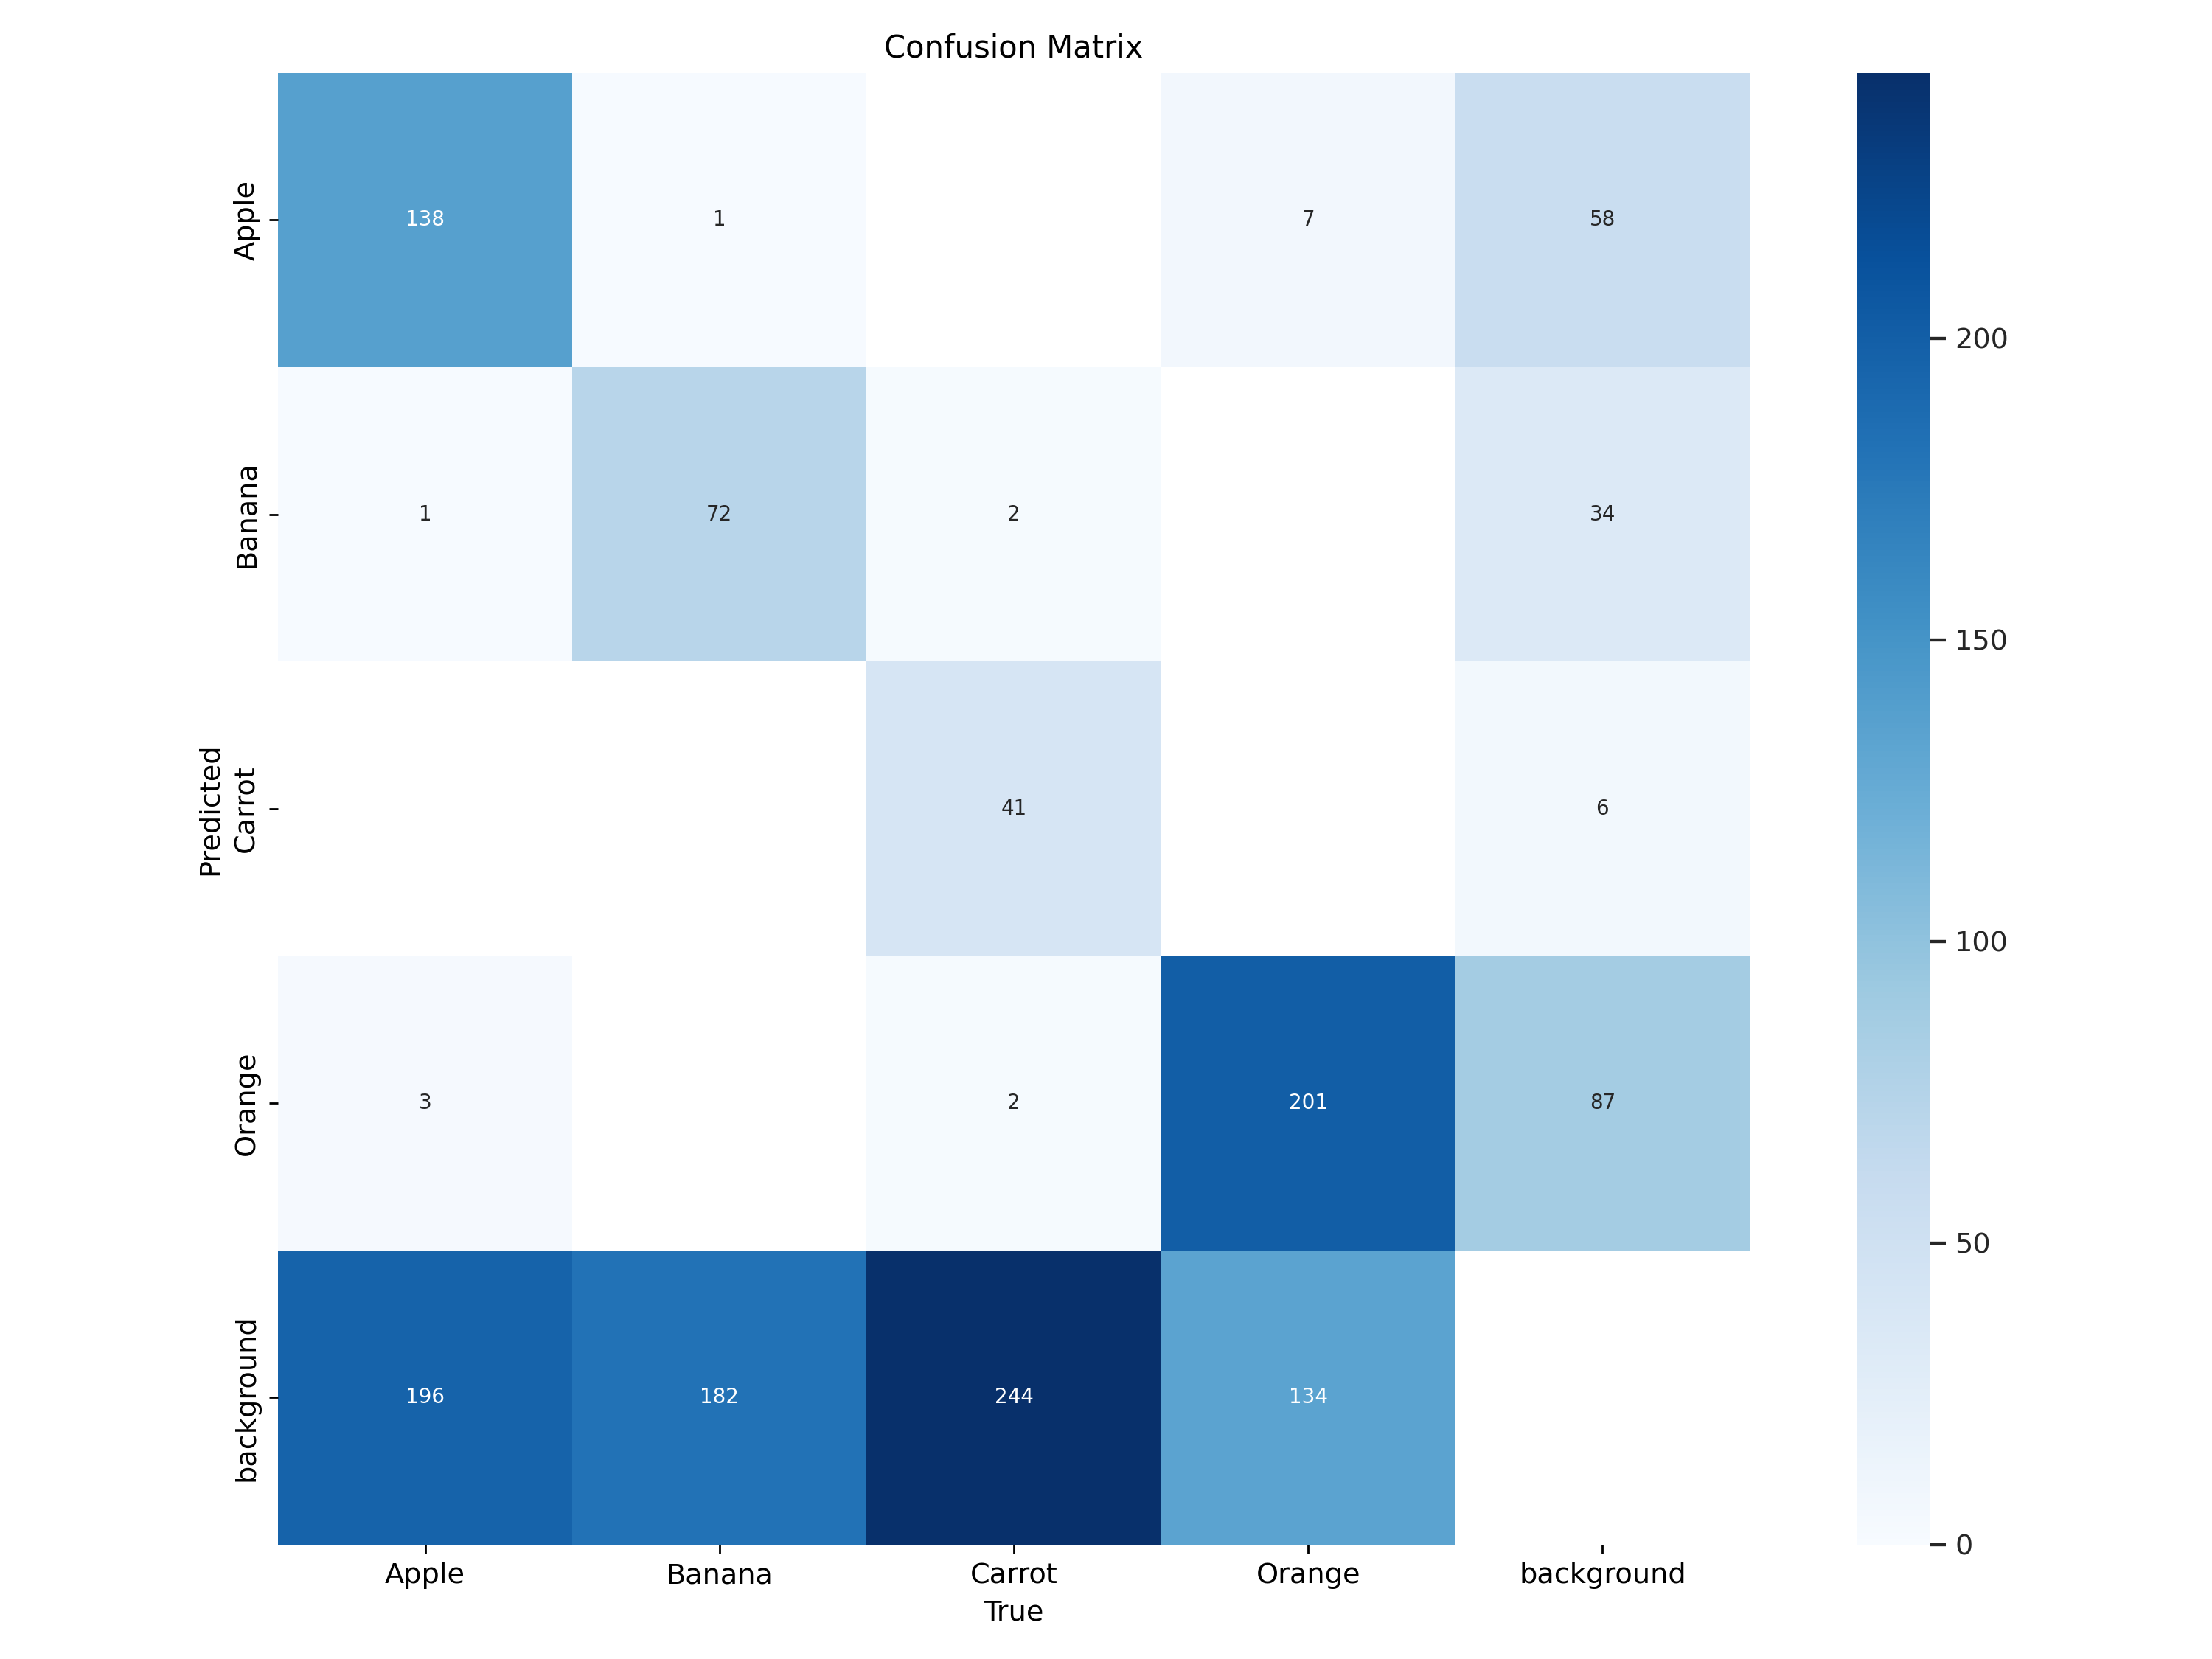 Confusion Matrix
Apple
138
1
7
58
Banana
1
72
2
34
Predicted
Carrot
41
6
Orange
3
2
201
87
background
196
182
244
134
Apple
Banana
Carrot
Orange
background
True
200
150
100
50
0